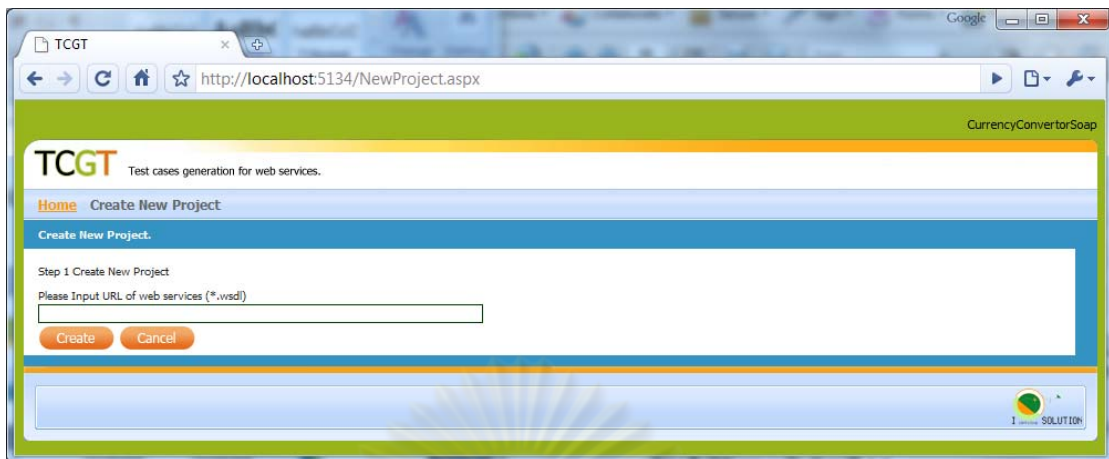 Google
TCGT
http://localhost:5134/NewProject.aspx
CurrencyConvertorSoap
TCGT Test cases generation for web services.
Home Create New Project
Create New Project.
Step 1 Create New Project
Please Input URL of web services (*.wsdl)
Create Cancel
I SOLUTION